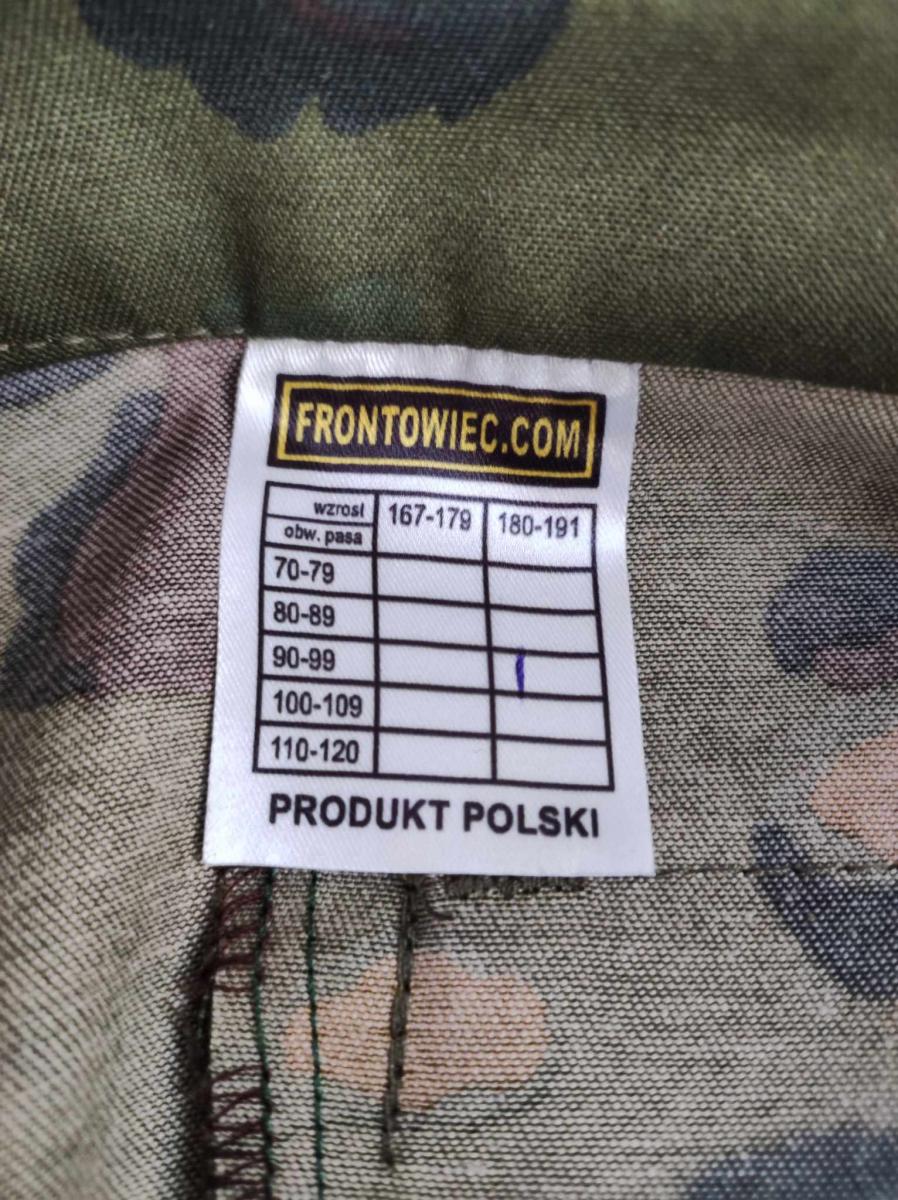 FRONTOWIEC.COM
wzrost 167-179 180-191
obw. pasa
70-79
80-89
90-99
100-109
110-120
PRODUKT POLSKI